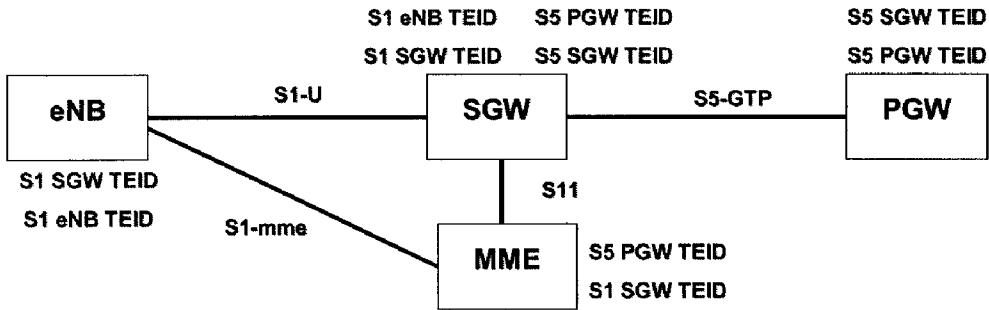 S1 eNB TEID S5 PGW TEID S5 SGW TEID
S1 SGW TEID S5 SGW TEID S5 PGW TEID
eNB S1-U SGW S5-GTP PGW
S1 SGW TEID
S1 eNB TEID
S11
S1-mme
MME
S5 PGW TEID
S1 SGW TEID